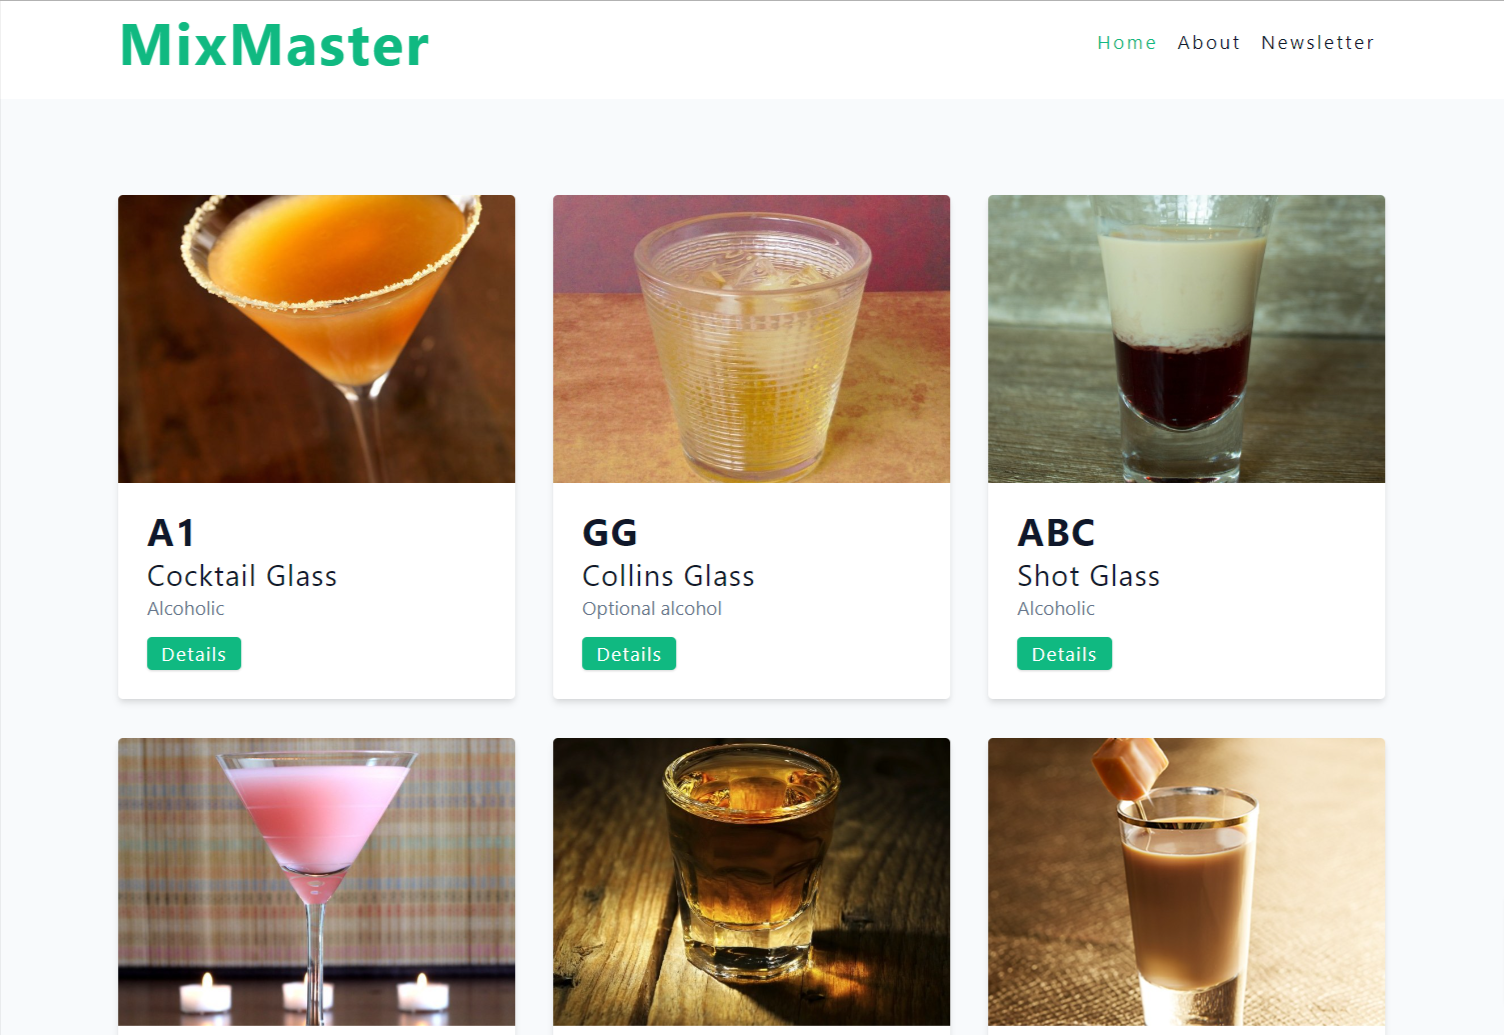 MixMaster
Home About Newsletter
A1
Cocktail Glass
Alcoholic
Details
GG
Collins Glass
Optional alcohol
Details
ABC
Shot Glass
Alcoholic
Details